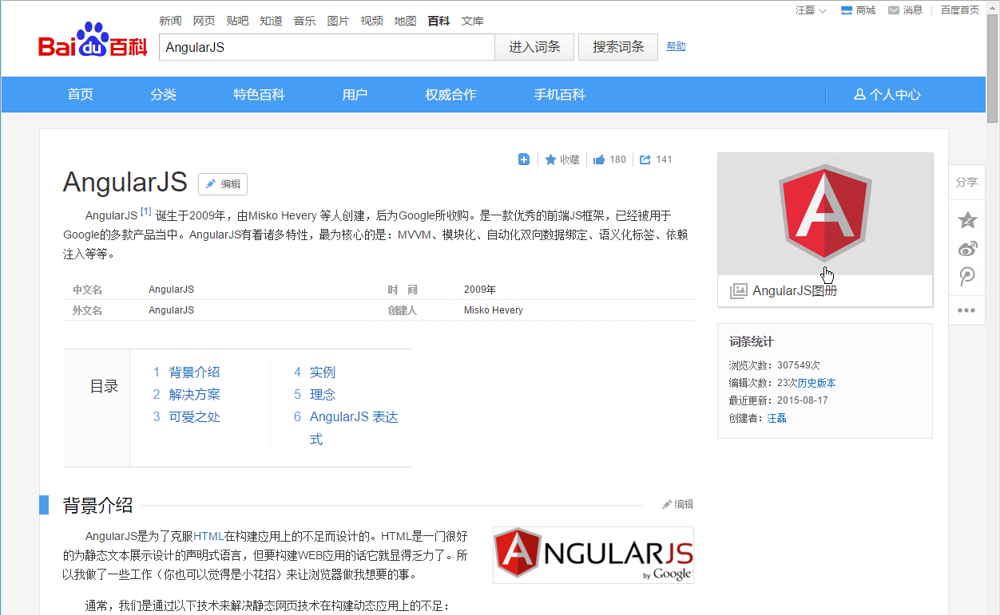 汪磊 商城 消息 | 百度首页
新闻 网页 贴吧 知道 音乐 图片 视频 地图 百科 文库
Bai du 百科
AngularJS 进入词条 搜索词条 帮助
首页 分类 特色百科 用户 权威合作 手机百科 个人中心
收藏 180 141
AngularJS 编辑
AngularJS [1] 诞生于2009年，由Misko Hevery 等人创建，后为Google所收购。是一款优秀的前端JS框架，已经被用于
Google的多款产品当中。AngularJS有着诸多特性，最为核心的是：MVVM、模块化、自动化双向数据绑定、语义化标签、依赖
注入等等。
中文名 AngularJS 时 间 2009年
外文名 AngularJS 创建人 Misko Hevery
目录
1 背景介绍
2 解决方案
3 可爱之处
4 实例
5 理念
6 AngularJS 表达
式
A
AngularJS图册
词条统计
浏览次数：307549次
编辑次数：23次历史版本
最近更新：2015-08-17
创建者：汪磊
分享
背景介绍 编辑
AngularJS是为了克服HTML在构建应用上的不足而设计的。HTML是一门很好
的为静态文本展示设计的声明式语言，但要构建WEB应用的话它就显得乏力了。所
以我做了一些工作（你也可以觉得是小花招）来让浏览器做我想要的事。
通常，我们是通过以下技术来解决静态网页技术在构建动态应用上的不足：
ANGULARJS
by Google